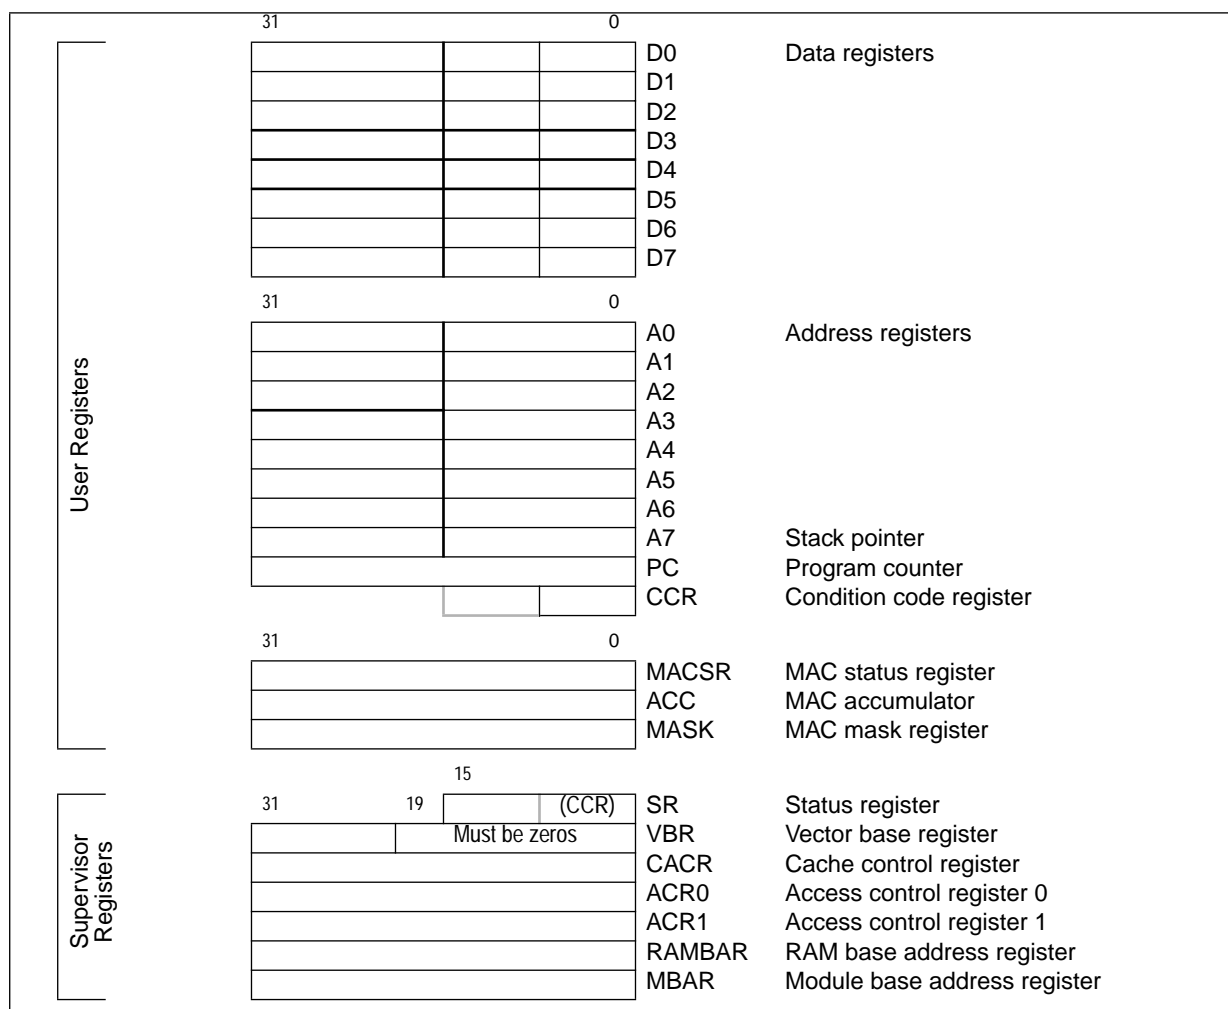 31 0
D0 Data registers
D1
D2
D3
D4
D5
D6
D7
31 0
A0 Address registers
A1
A2
A3
A4
A5
A6
A7 Stack pointer
PC Program counter
CCR Condition code register
User Registers
31 0
MACSR MAC status register
ACC MAC accumulator
MASK MAC mask register
15
31 19 (CCR) SR Status register
Must be zeros VBR Vector base register
CACR Cache control register
ACR0 Access control register 0
ACR1 Access control register 1
RAMBAR RAM base address register
MBAR Module base address register
Supervisor
Registers